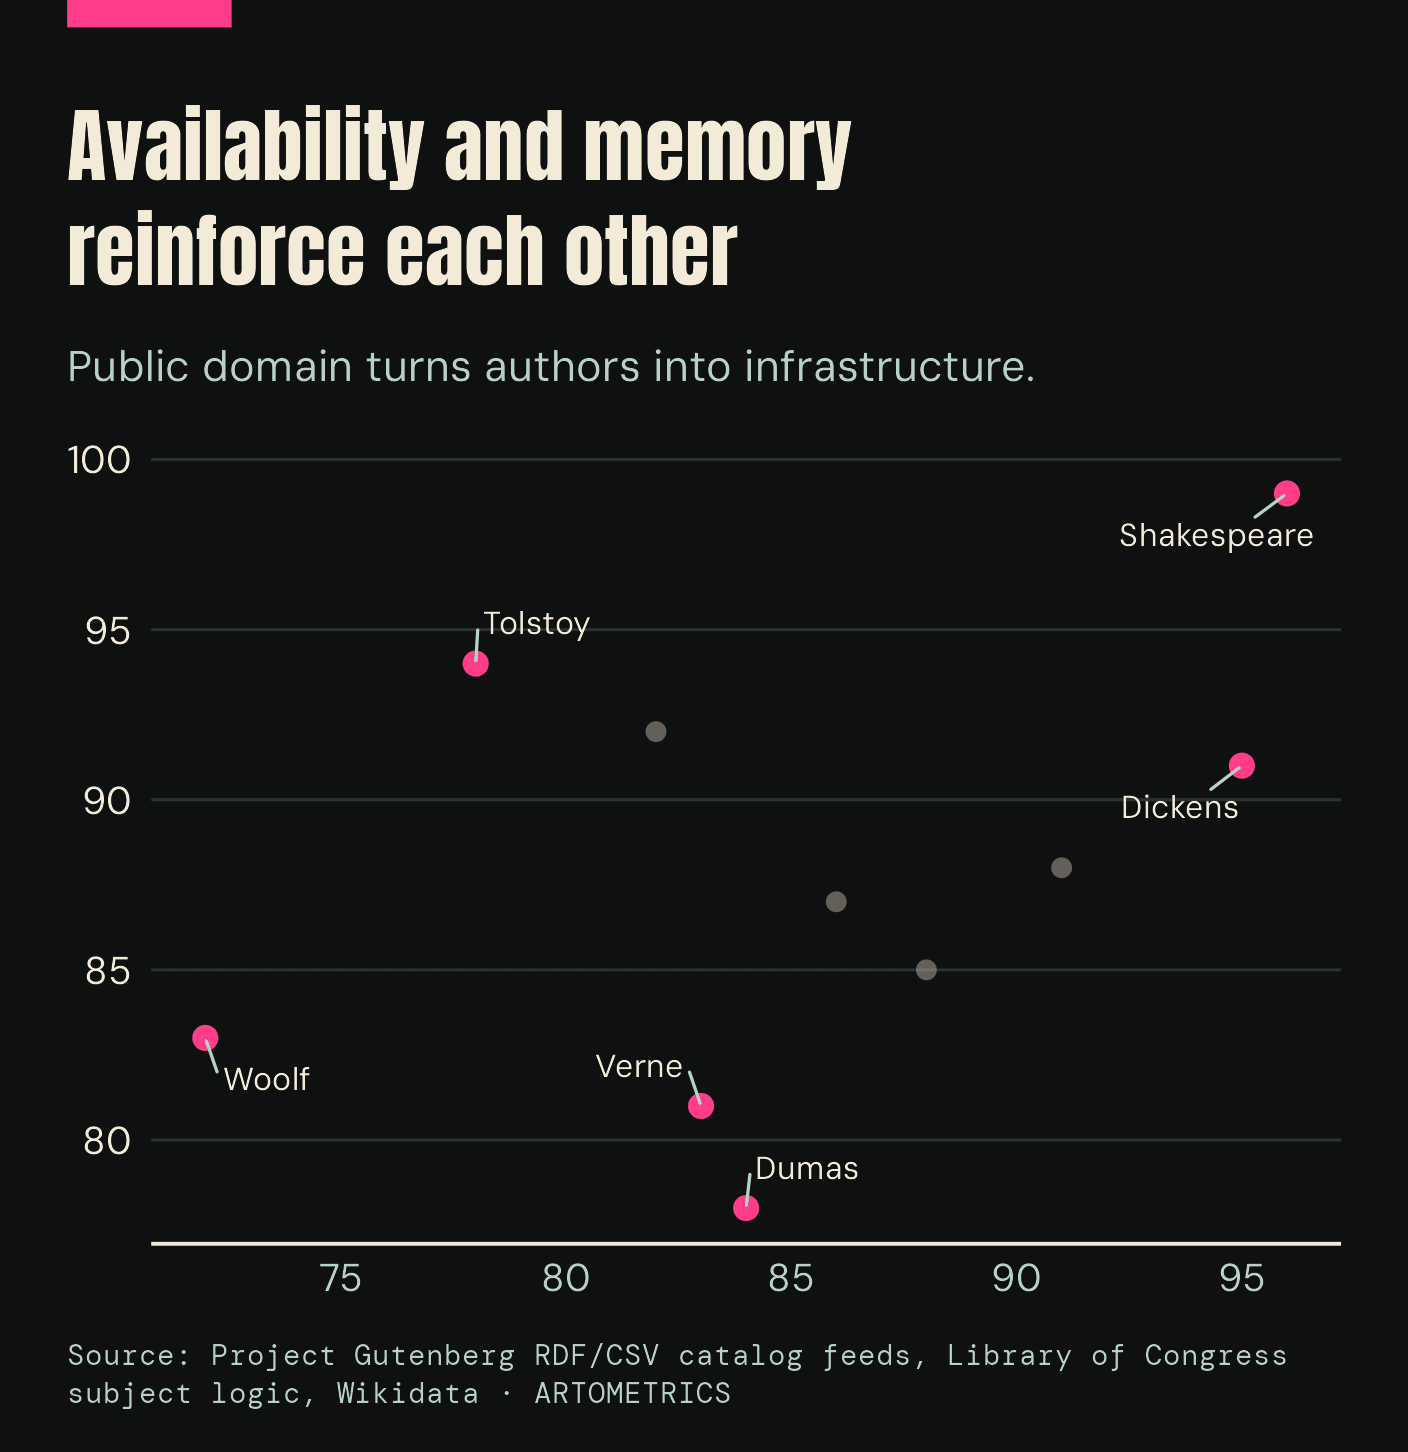 Availability and memory
reinforce each other
Public domain turns authors into infrastructure.
100
Shakespeare
Tolstoy
95
Dickens
90
85
Woolf
Verne
80
Dumas
75 80 85 90 95
Source: Project Gutenberg RDF/CSV catalog feeds, Library of Congress
subject logic, Wikidata · ARTOMETRICS